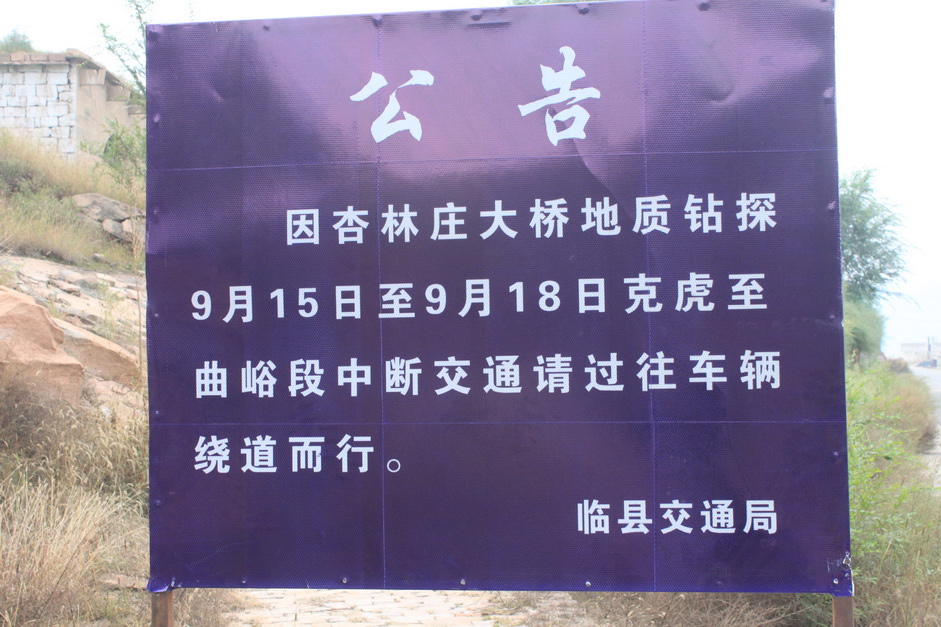 公 告
因杏林庄大桥地质钻探
9月15日至9月18日克虎至
曲峪段中断交通请过往车辆
绕道而行。
临县交通局